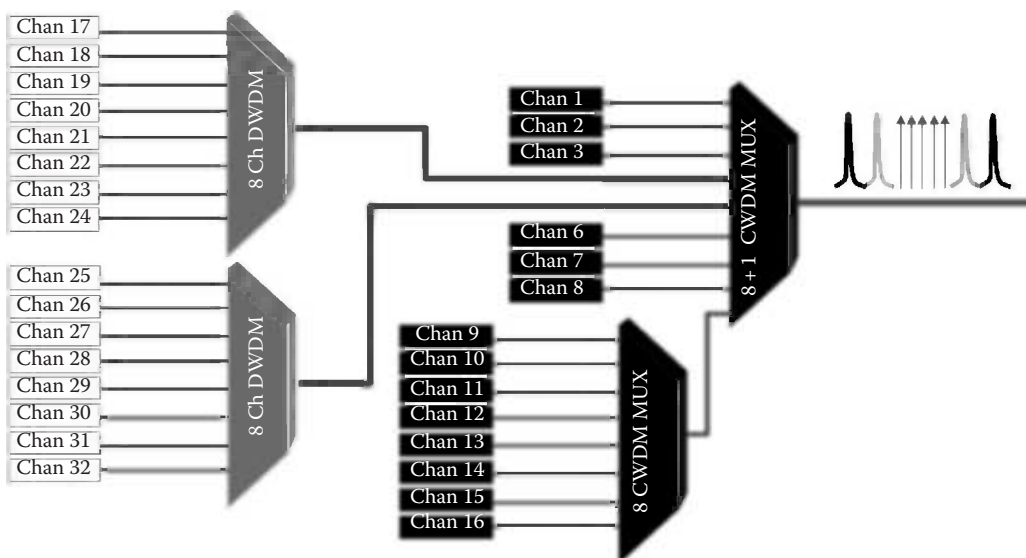 Chan 17
Chan 18
Chan 19
Chan 20
Chan 21
Chan 22
Chan 23
Chan 24
8 Ch DWDM
Chan 25
Chan 26
Chan 27
Chan 28
Chan 29
Chan 30
Chan 31
Chan 32
8 Ch DWDM
Chan 1
Chan 2
Chan 3
Chan 6
Chan 7
Chan 8
8 + 1 CWDM MUX
Chan 9
Chan 10
Chan 11
Chan 12
Chan 13
Chan 14
Chan 15
Chan 16
8 CWDM MUX